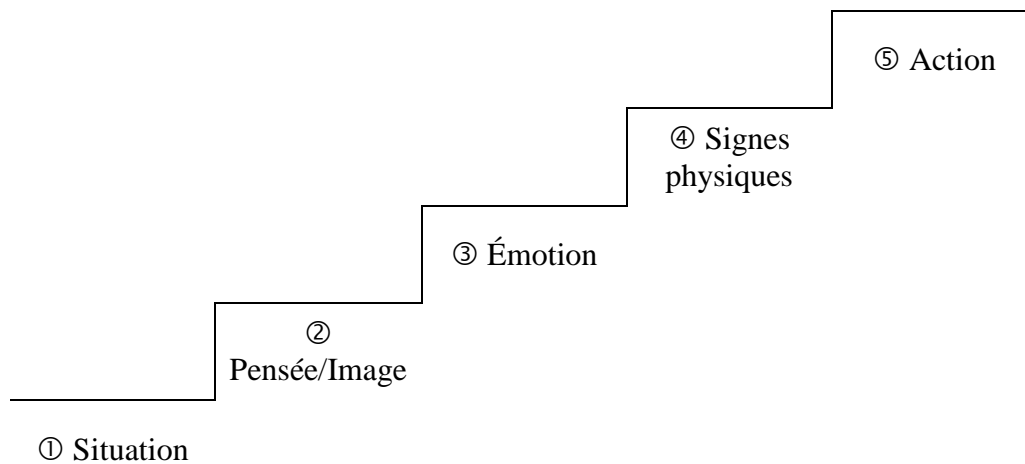 ① Situation
②
Pensée/Image
③ Émotion
④ Signes
physiques
⑤ Action